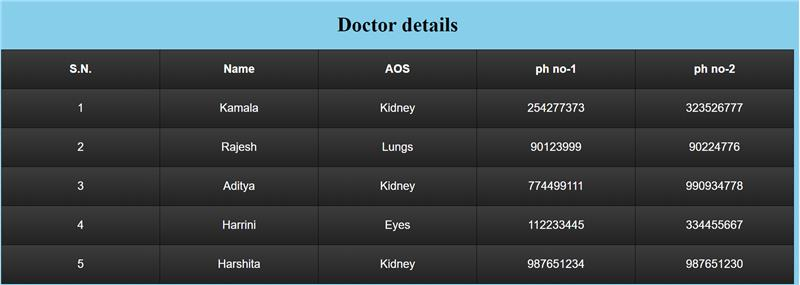 Doctor details
S.N. Name AOS ph no-1 ph no-2
1 Kamala Kidney 254277373 323526777
2 Rajesh Lungs 90123999 90224776
3 Aditya Kidney 774499111 990934778
4 Harrini Eyes 112233445 334455667
5 Harshita Kidney 987651234 987651230